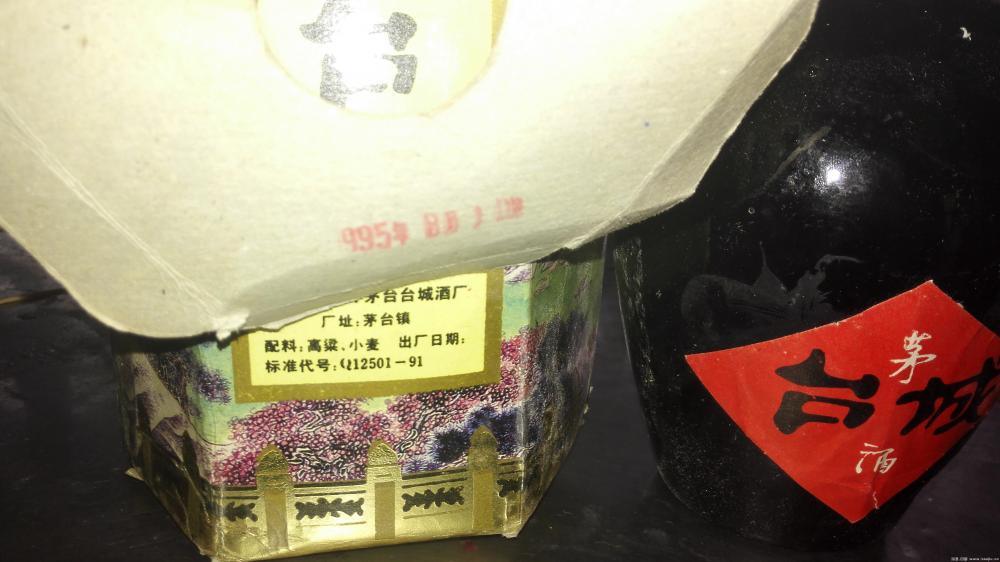 台
995年
茅台台城酒厂
厂址:茅台镇
配料:高粱、小麦 出厂日期:
标准代号:Q12501-91
茅
台城
酒